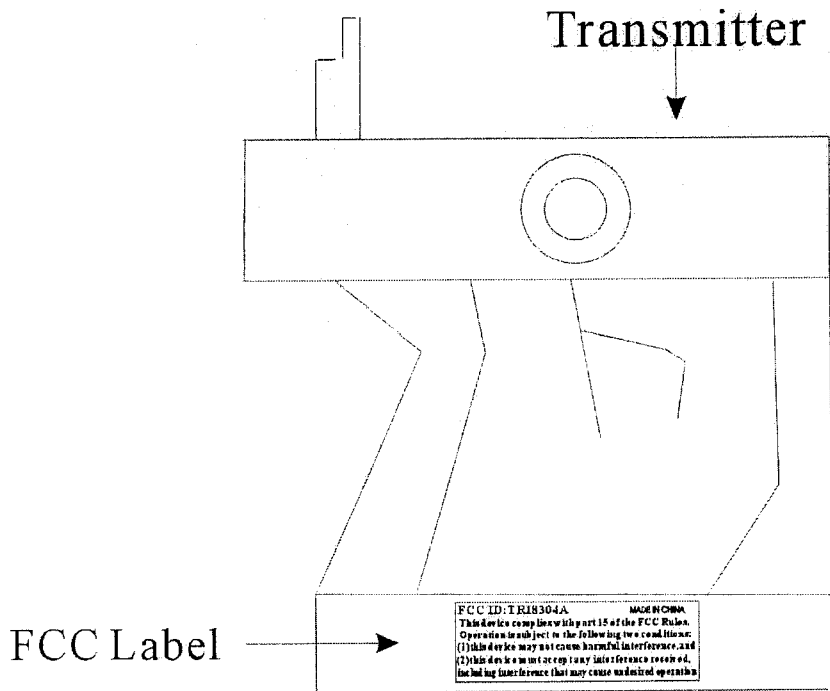 Transmitter
FCC ID: TRI8304A MADE IN CHINA
This device complies with part 15 of the FCC Rules.
Operation is subject to the following two conditions:
(1) this device may not cause harmful interference, and
(2) this device must accept any interference received,
including interference that may cause undesired operation
FCC Label